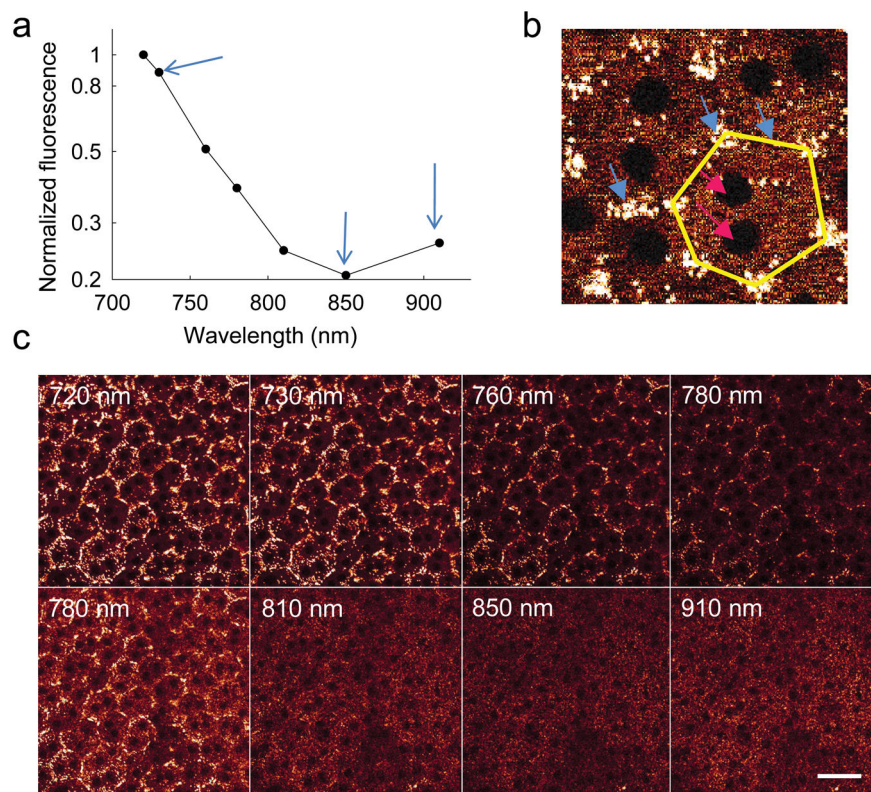 a
Normalized fluorescence
1
0.8
0.5
0.3
0.2
700 750 800 850 900
Wavelength (nm)
b
c
720 nm 730 nm 760 nm 780 nm
780 nm 810 nm 850 nm 910 nm